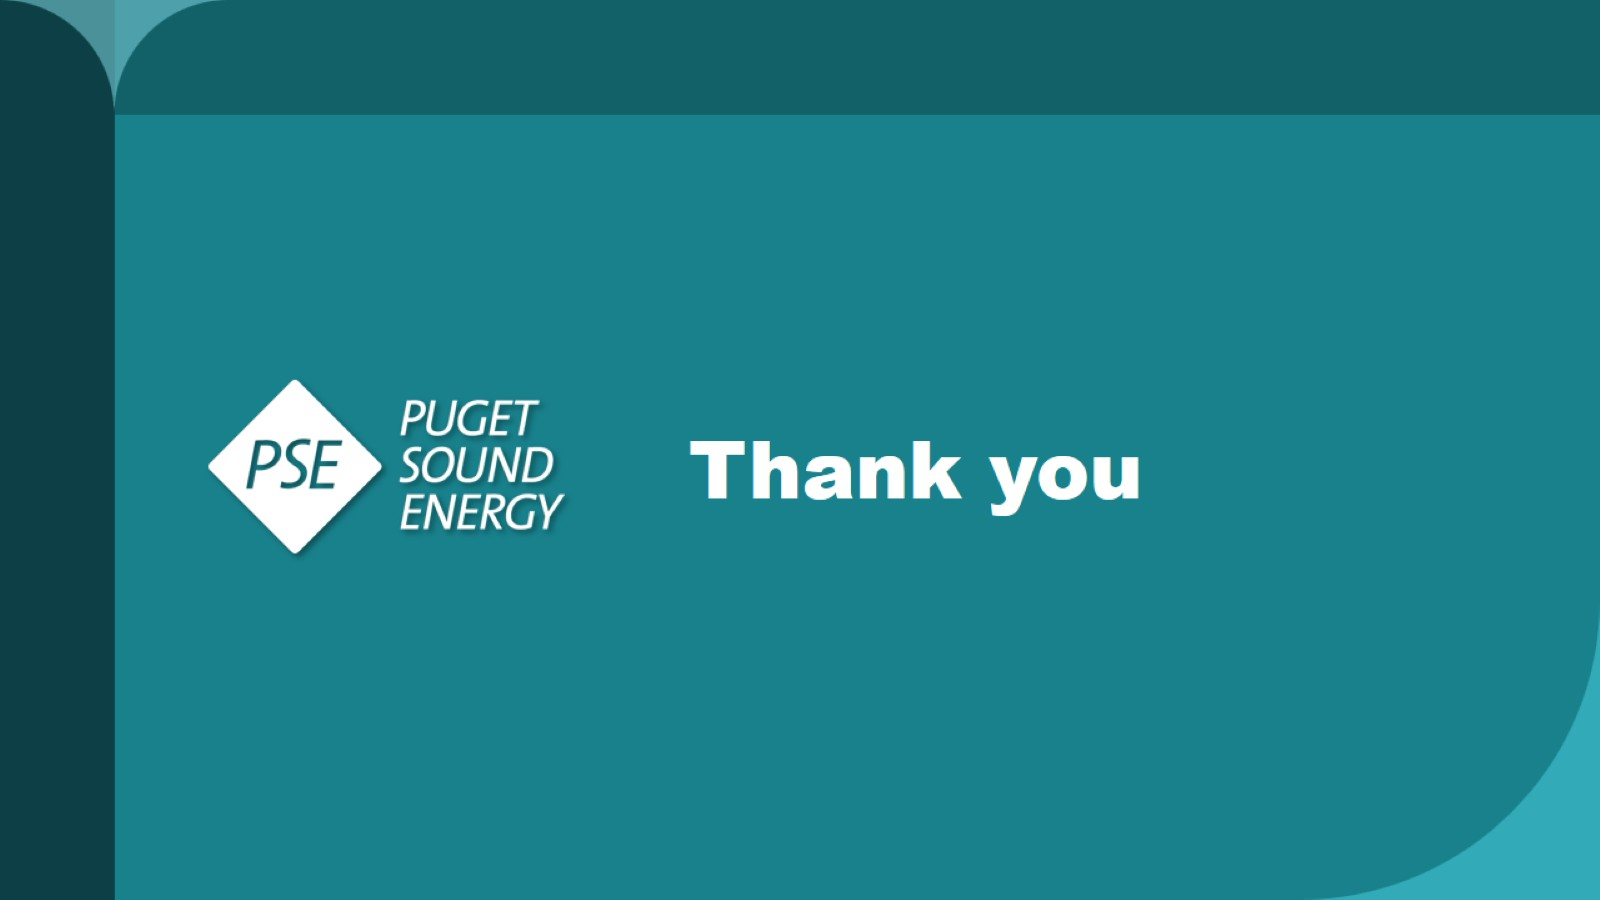 PSE
PUGET
SOUND
ENERGY
Thank you